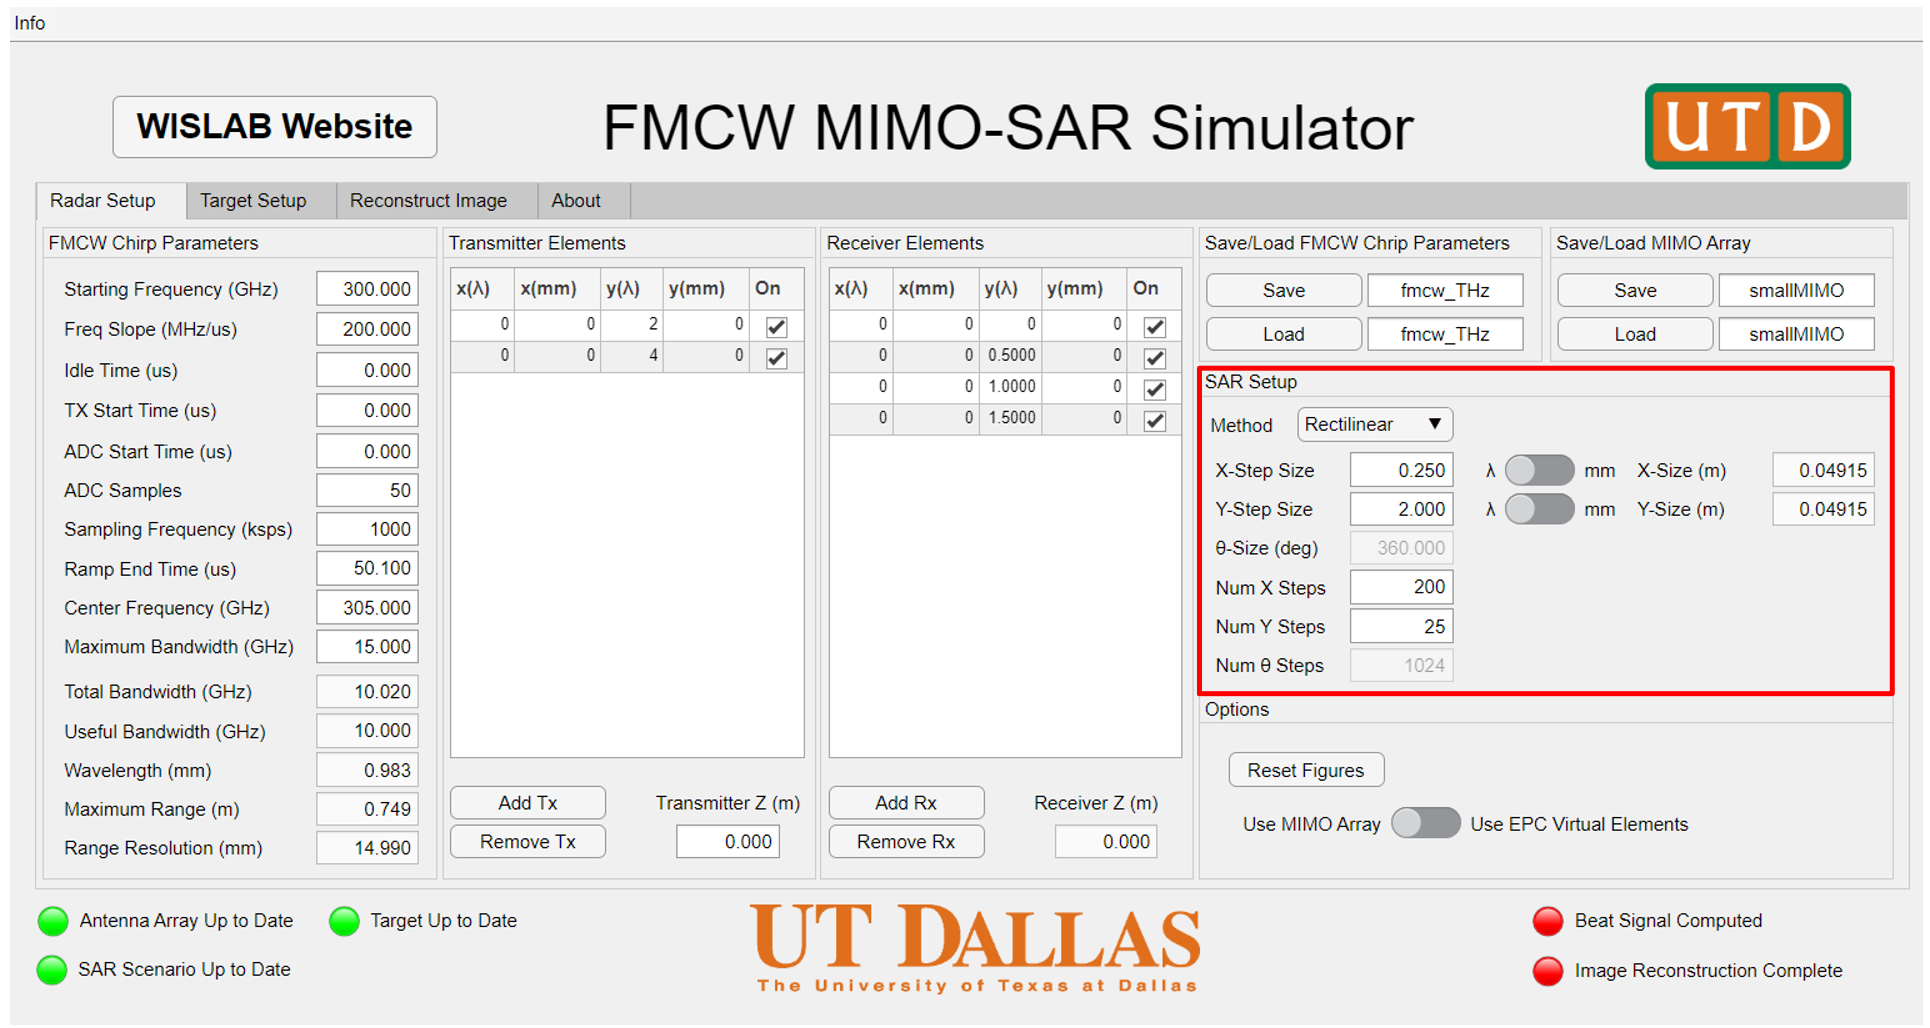 Info
WISLAB Website
FMCW MIMO-SAR Simulator
UTD
Radar Setup Target Setup Reconstruct Image About
FMCW Chirp Parameters
Starting Frequency (GHz) 300.000
Freq Slope (MHz/us) 200.000
Idle Time (us) 0.000
TX Start Time (us) 0.000
ADC Start Time (us) 0.000
ADC Samples 50
Sampling Frequency (ksps) 1000
Ramp End Time (us) 50.100
Center Frequency (GHz) 305.000
Maximum Bandwidth (GHz) 15.000
Total Bandwidth (GHz) 10.020
Useful Bandwidth (GHz) 10.000
Wavelength (mm) 0.983
Maximum Range (m) 0.749
Range Resolution (mm) 14.990
Transmitter Elements
x(λ) x(mm) y(λ) y(mm) On
0 0 2 0
0 0 4 0
Add Tx Transmitter Z (m)
Remove Tx 0.000
Receiver Elements
x(λ) x(mm) y(λ) y(mm) On
0 0 0 0
0 0 0.5000 0
0 0 1.0000 0
0 0 1.5000 0
Add Rx Receiver Z (m)
Remove Rx 0.000
Save/Load FMCW Chrip Parameters
Save fmcw_THz
Load fmcw_THz
Save/Load MIMO Array
Save smallMIMO
Load smallMIMO
SAR Setup
Method Rectilinear
X-Step Size 0.250 λ mm X-Size (m) 0.04915
Y-Step Size 2.000 λ mm Y-Size (m) 0.04915
θ-Size (deg) 360.000
Num X Steps 200
Num Y Steps 25
Num θ Steps 1024
Options
Reset Figures
Use MIMO Array Use EPC Virtual Elements
Antenna Array Up to Date Target Up to Date
SAR Scenario Up to Date
UT DALLAS
The University of Texas at Dallas
Beat Signal Computed
Image Reconstruction Complete